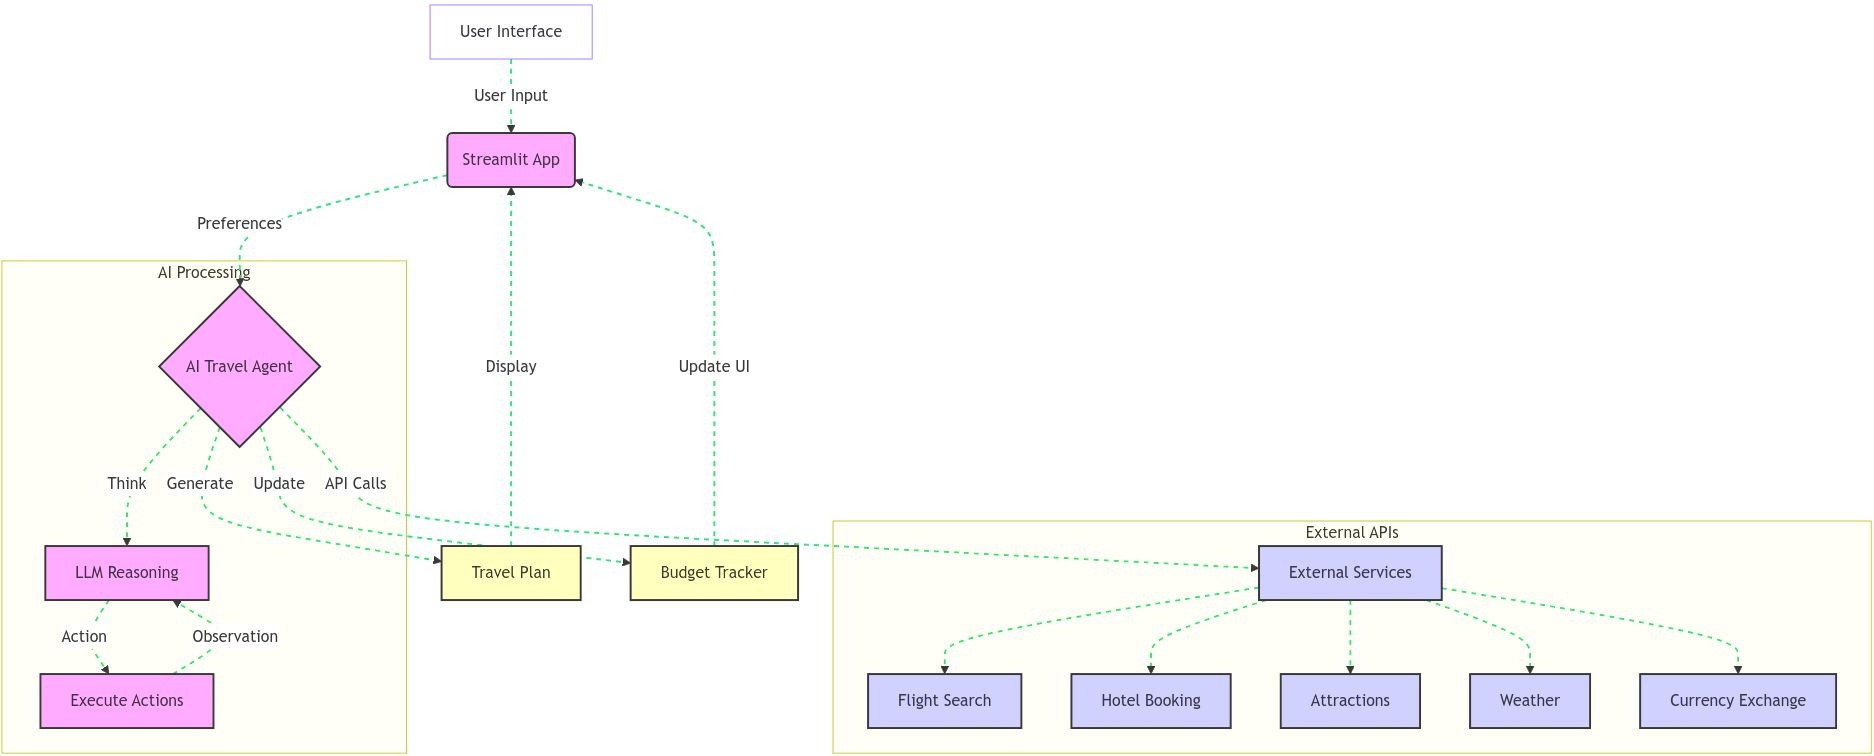 User Interface
User Input
Streamlit App
Preferences
AI Processing
AI Travel Agent
Display
Update UI
Think
Generate
Update
API Calls
External APIs
LLM Reasoning
Travel Plan
Budget Tracker
External Services
Action
Observation
Execute Actions
Flight Search
Hotel Booking
Attractions
Weather
Currency Exchange